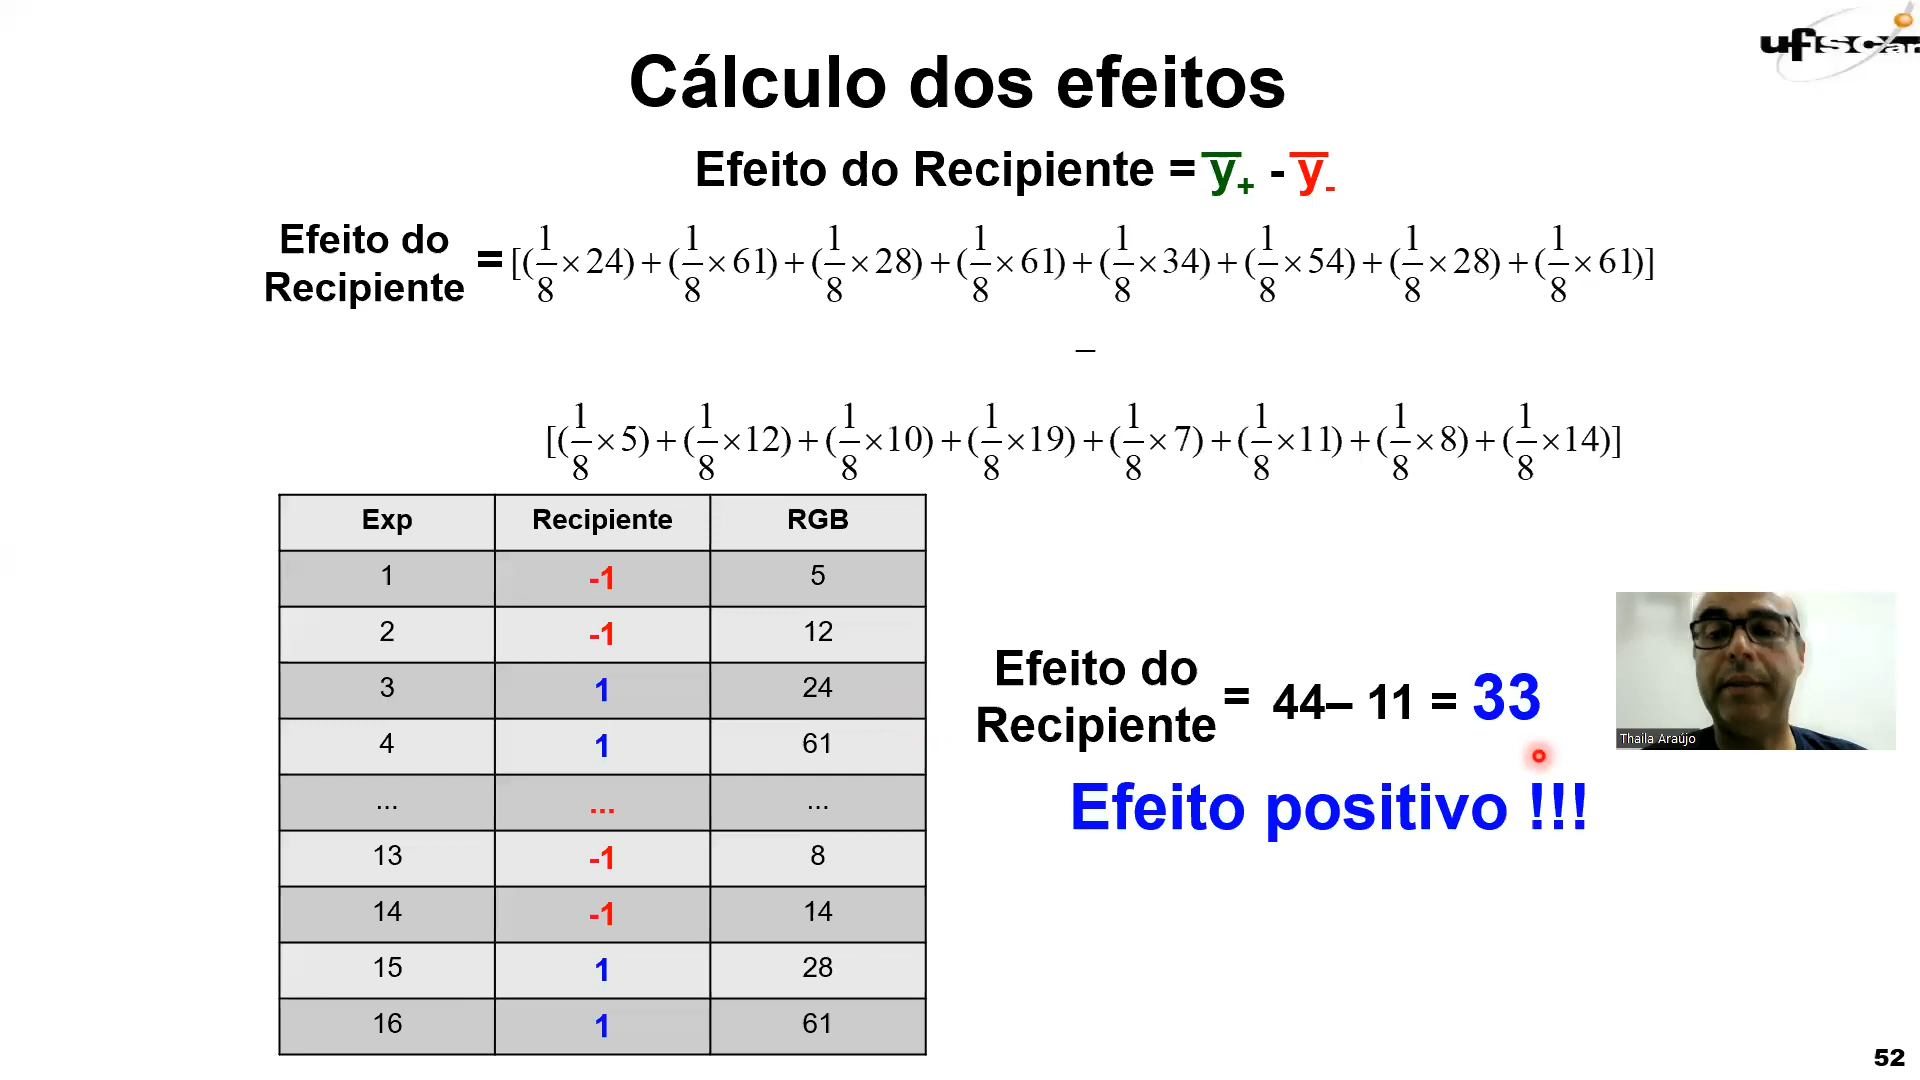 ufscar
Cálculo dos efeitos
Efeito do Recipiente = y̅₊ - y̅₋
Efeito do Recipiente = [(1/8 × 24) + (1/8 × 61) + (1/8 × 28) + (1/8 × 61) + (1/8 × 34) + (1/8 × 54) + (1/8 × 28) + (1/8 × 61)]
–
[(1/8 × 5) + (1/8 × 12) + (1/8 × 10) + (1/8 × 19) + (1/8 × 7) + (1/8 × 11) + (1/8 × 8) + (1/8 × 14)]
Exp Recipiente RGB
1 -1 5
2 -1 12
3 1 24
4 1 61
... ... ...
13 -1 8
14 -1 14
15 1 28
16 1 61
Efeito do Recipiente = 44– 11 = 33
Efeito positivo !!!
Thaila Araújo
52